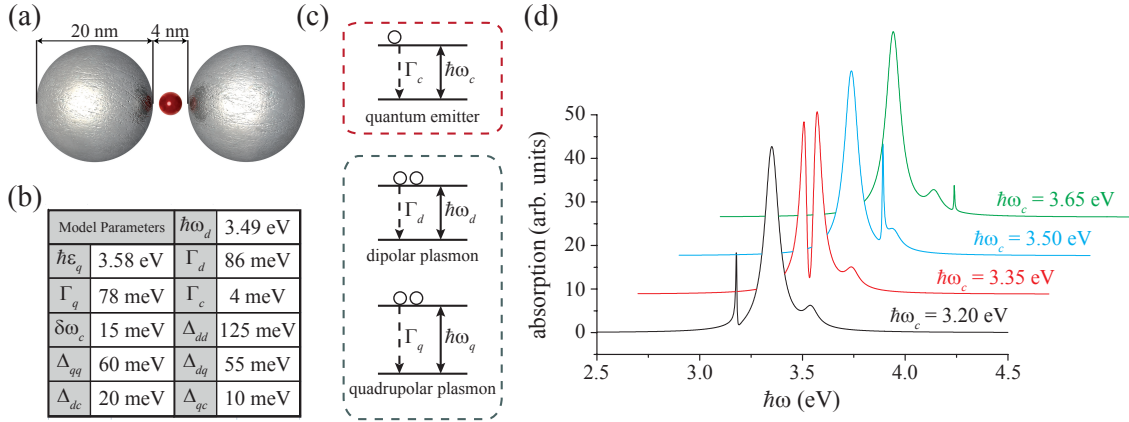 (a)
20 nm
4 nm
(b)
Model Parameters ħω_d 3.49 eV
ħε_q 3.58 eV Γ_d 86 meV
Γ_q 78 meV Γ_c 4 meV
δω_c 15 meV Δ_dd 125 meV
Δ_qq 60 meV Δ_dq 55 meV
Δ_dc 20 meV Δ_qc 10 meV
(c)
Γ_c ħω_c
quantum emitter
Γ_d ħω_d
dipolar plasmon
Γ_q ħω_q
quadrupolar plasmon
(d)
absorption (arb. units)
50
40
30
20
10
0
ħω_c = 3.65 eV
ħω_c = 3.50 eV
ħω_c = 3.35 eV
ħω_c = 3.20 eV
2.5 3.0 3.5 4.0 4.5
ħω (eV)